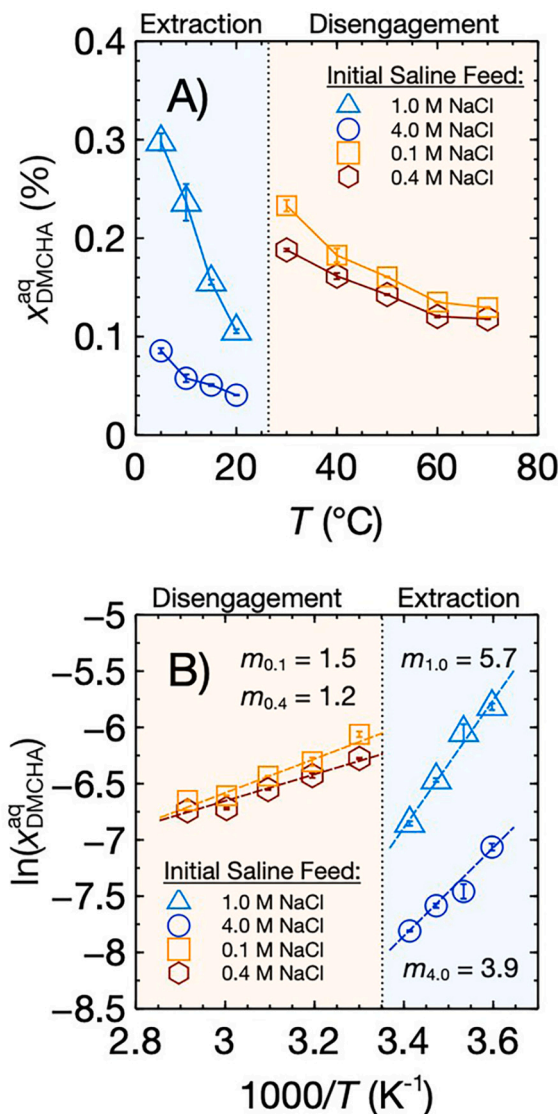 Extraction Disengagement
A)
Initial Saline Feed:
1.0 M NaCl
4.0 M NaCl
0.1 M NaCl
0.4 M NaCl
0.4
0.3
0.2
0.1
0
x^aq_DMCHA (%)
0 20 40 60 80
T (°C)
Disengagement Extraction
B)
m0.1 = 1.5
m0.4 = 1.2
m1.0 = 5.7
m4.0 = 3.9
Initial Saline Feed:
1.0 M NaCl
4.0 M NaCl
0.1 M NaCl
0.4 M NaCl
−5
−5.5
−6
−6.5
−7
−7.5
−8
−8.5
ln(x^aq_DMCHA)
2.8 3 3.2 3.4 3.6
1000/T (K⁻¹)